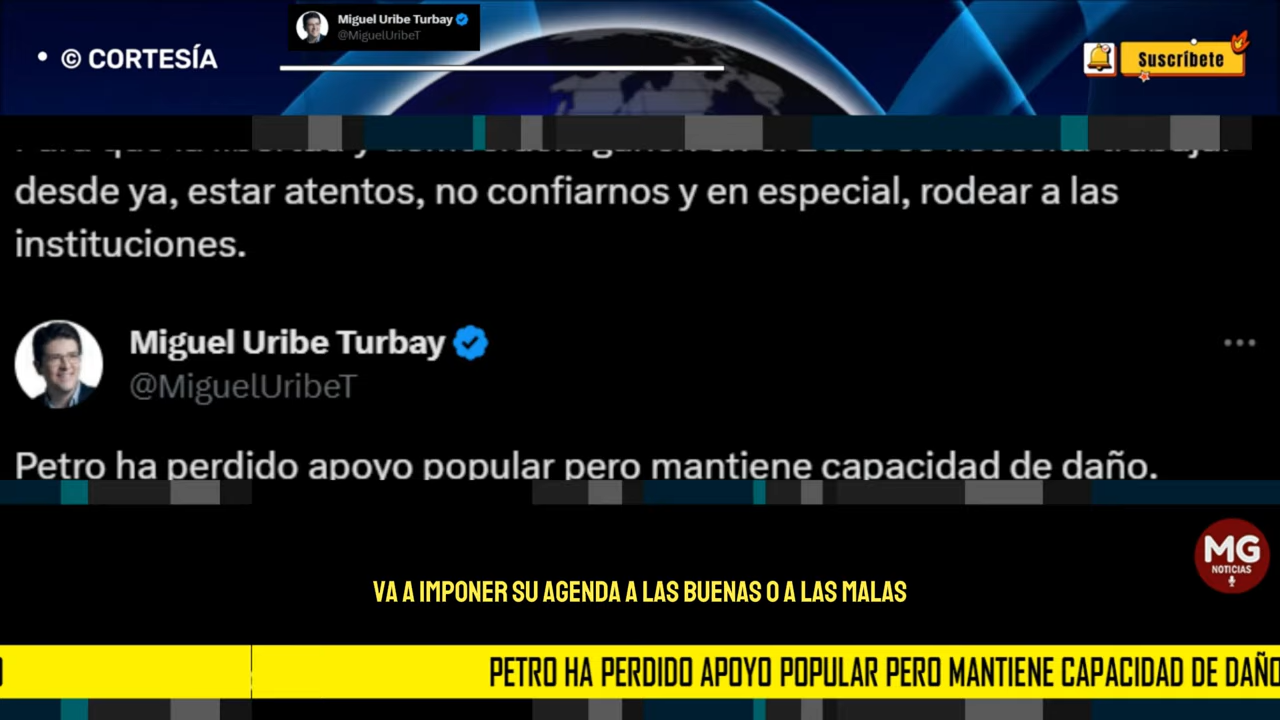 Miguel Uribe Turbay
@MiguelUribeT
• © CORTESÍA
Suscríbete
desde ya, estar atentos, no confiarnos y en especial, rodear a las
instituciones.
Miguel Uribe Turbay
@MiguelUribeT
Petro ha perdido apoyo popular pero mantiene capacidad de daño.
MG
NOTICIAS
VA A IMPONER SU AGENDA A LAS BUENAS O A LAS MALAS
PETRO HA PERDIDO APOYO POPULAR PERO MANTIENE CAPACIDAD DE DAÑO